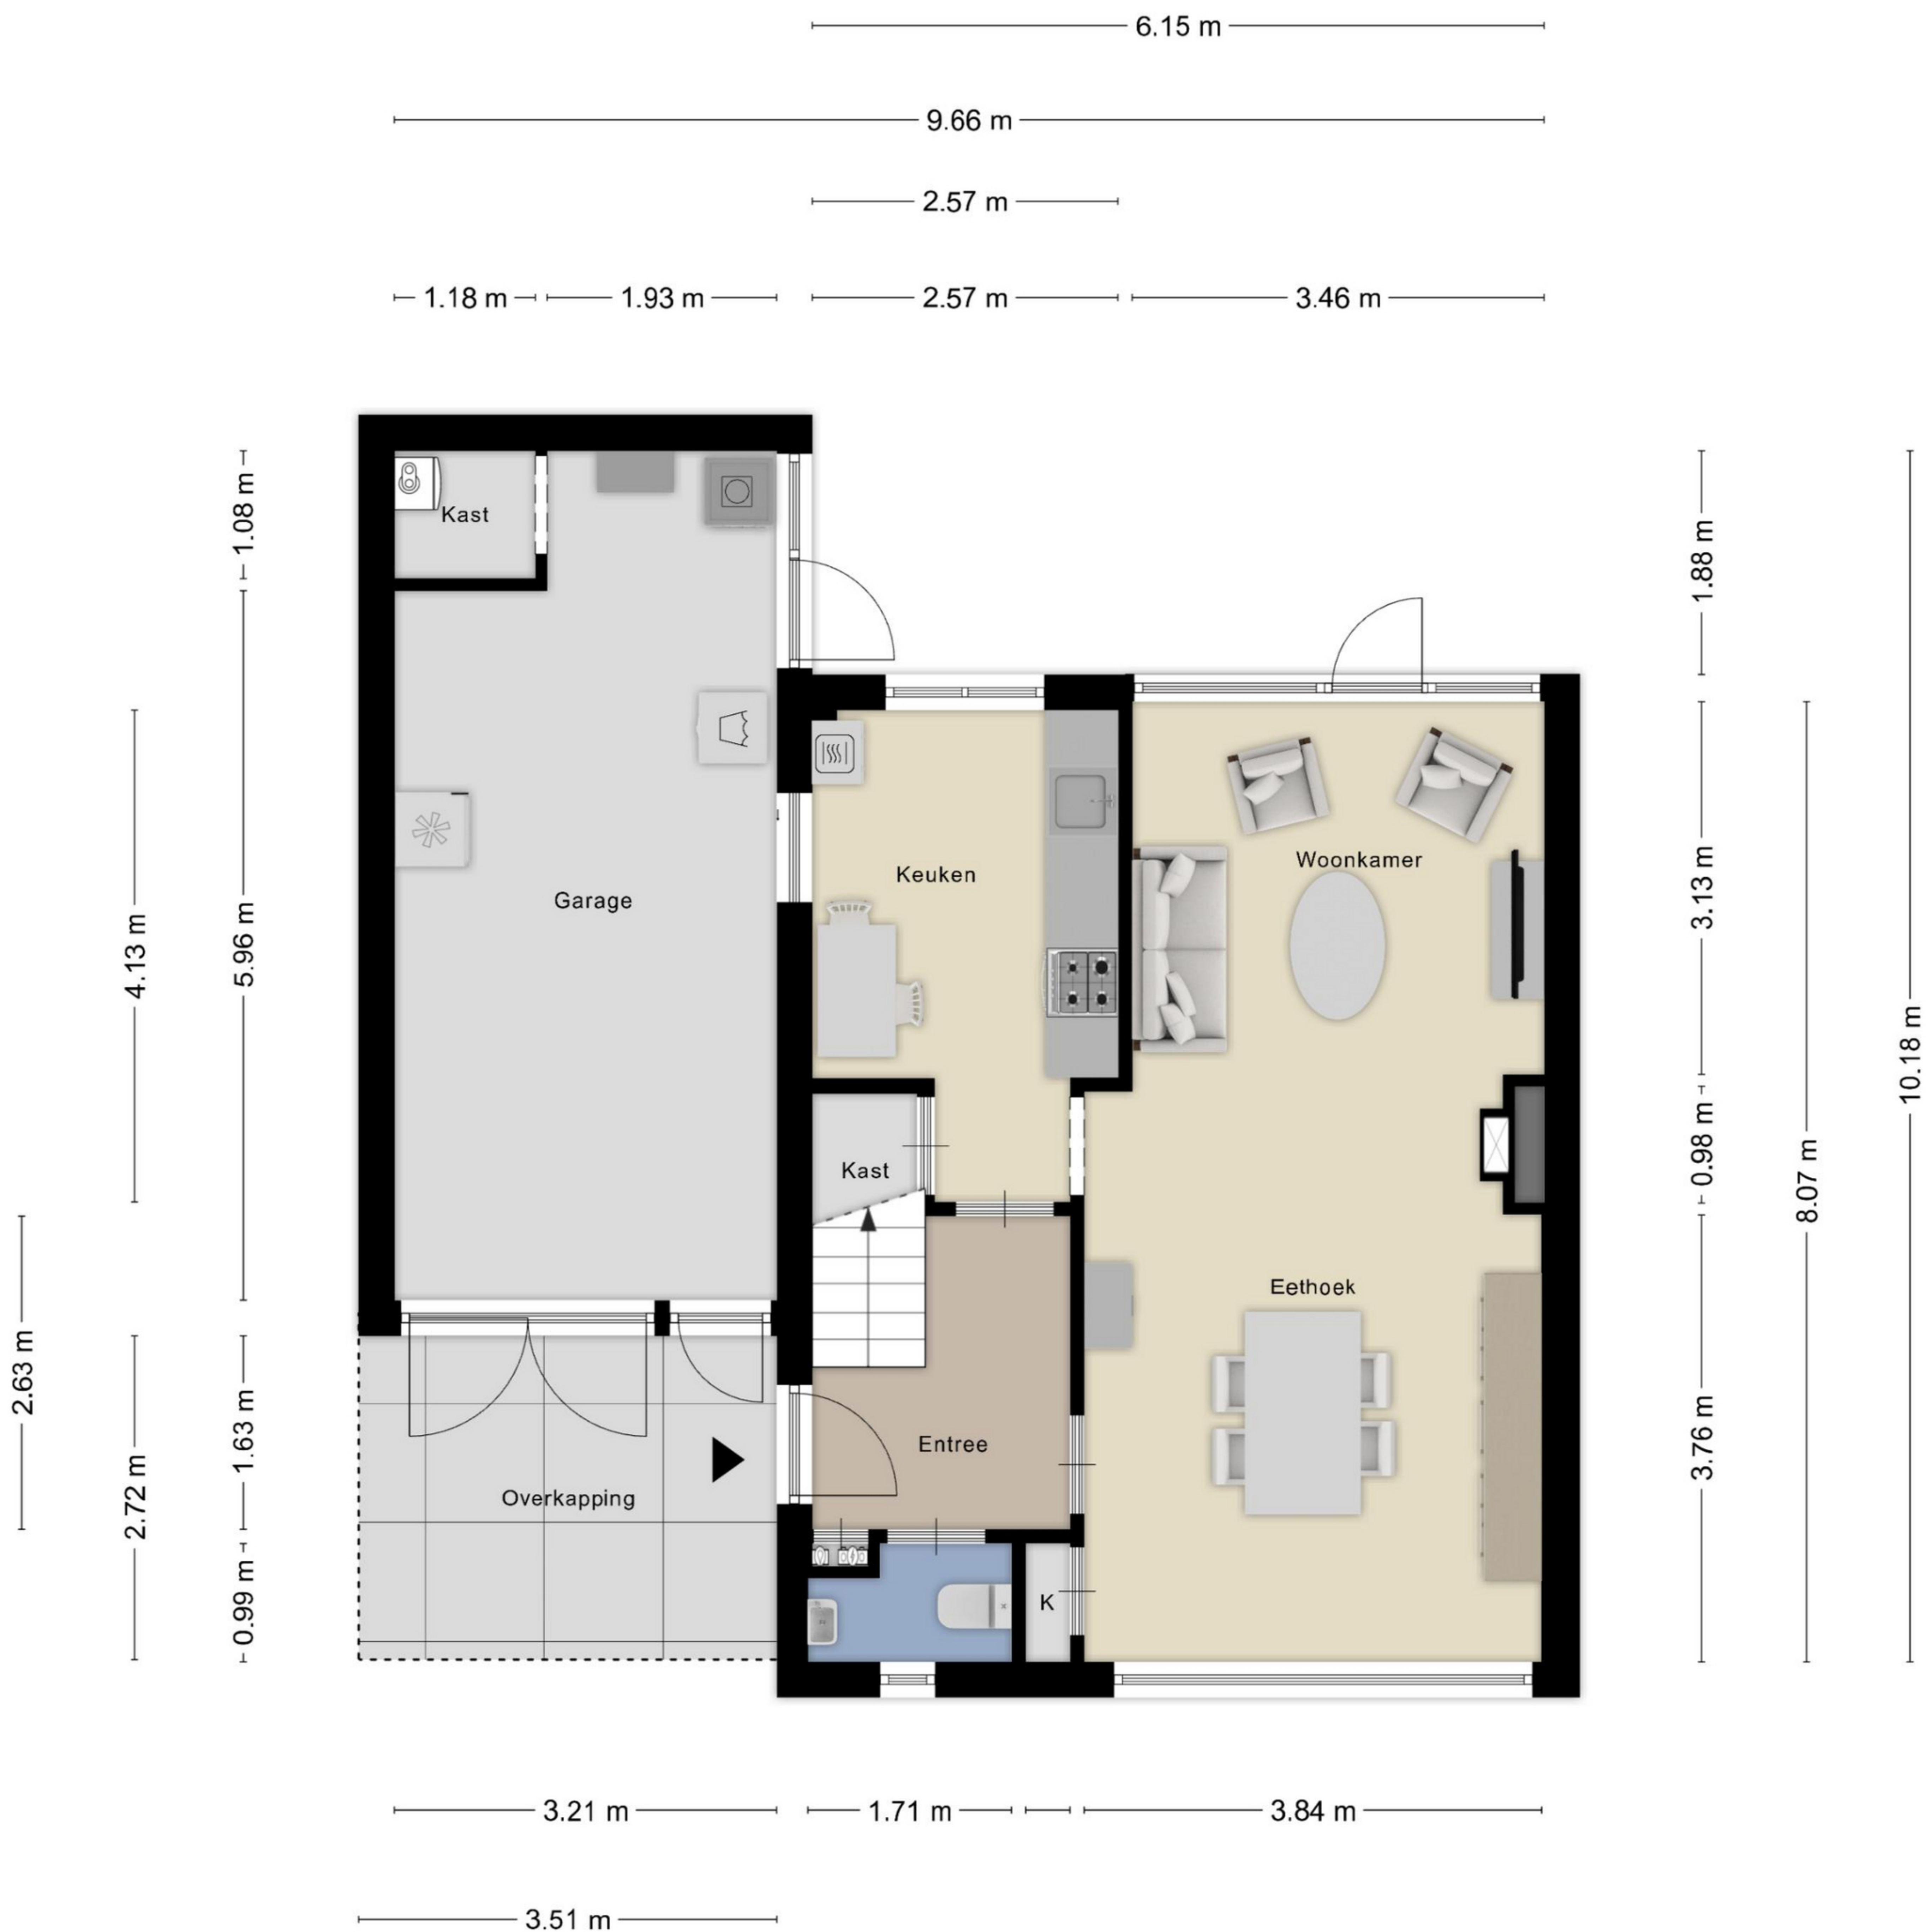 6.15 m
9.66 m
2.57 m
1.18 m
1.93 m
2.57 m
3.46 m
1.08 m
1.88 m
Kast
4.13 m
5.96 m
Garage
Keuken
Woonkamer
3.13 m
10.18 m
Kast
0.98 m
8.07 m
Eethoek
2.63 m
2.72 m
1.63 m
Entree
3.76 m
Overkapping
0.99 m
K
3.21 m
1.71 m
3.84 m
3.51 m